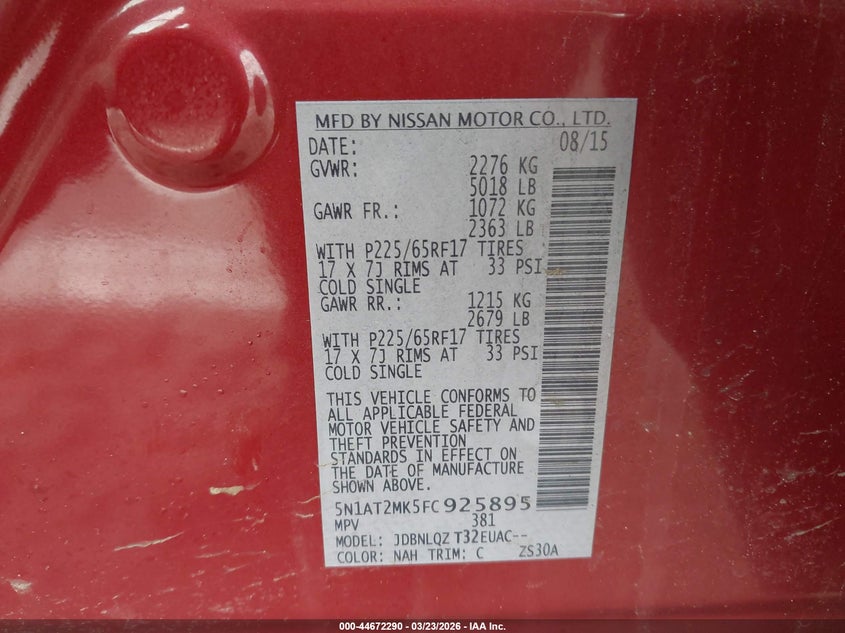 MFD BY NISSAN MOTOR CO., LTD.
DATE: 08/15
GVWR: 2276 KG
5018 LB
GAWR FR.: 1072 KG
2363 LB
WITH P225/65RF17 TIRES
17 X 7J RIMS AT 33 PSI
COLD SINGLE
GAWR RR.: 1215 KG
2679 LB
WITH P225/65RF17 TIRES
17 X 7J RIMS AT 33 PSI
COLD SINGLE
THIS VEHICLE CONFORMS TO
ALL APPLICABLE FEDERAL
MOTOR VEHICLE SAFETY AND
THEFT PREVENTION
STANDARDS IN EFFECT ON
THE DATE OF MANUFACTURE
SHOWN ABOVE.
5N1AT2MK5FC925895
MPV 381
MODEL: JDBNLQZ T32EUAC--
COLOR: NAH TRIM: C ZS30A
000-44672290 - 03/23/2026 - IAA Inc.